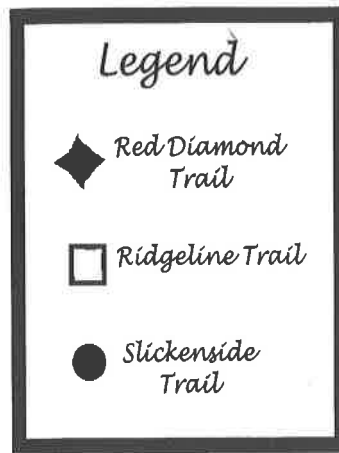 Legend
Red Diamond
Trail
Ridgeline Trail
Slickenside
Trail